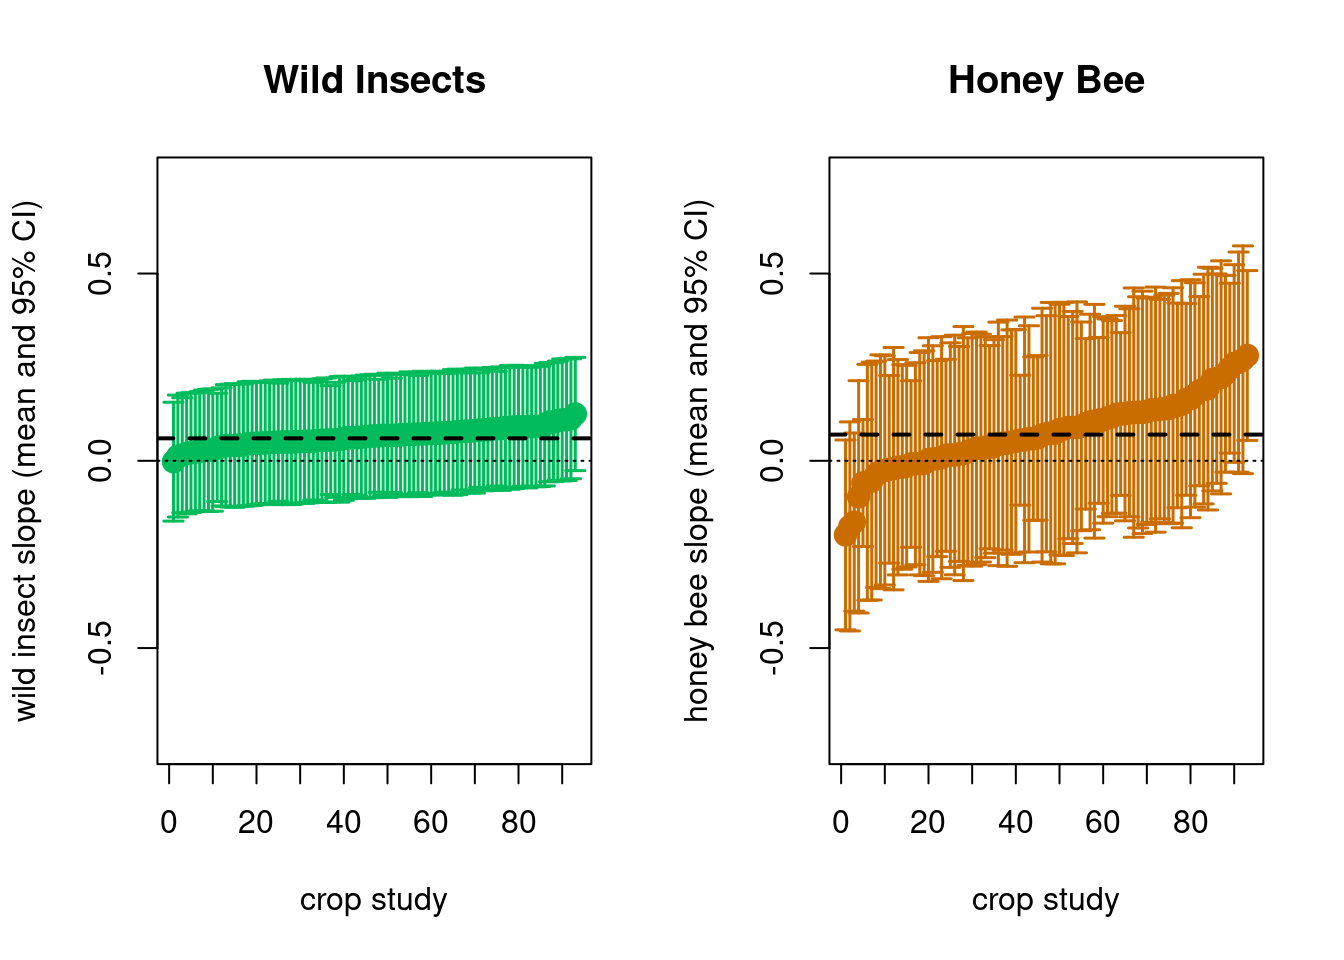 Wild Insects
wild insect slope (mean and 95% CI)
0.5
0.0
-0.5
0 20 40 60 80
crop study
Honey Bee
honey bee slope (mean and 95% CI)
0.5
0.0
-0.5
0 20 40 60 80
crop study